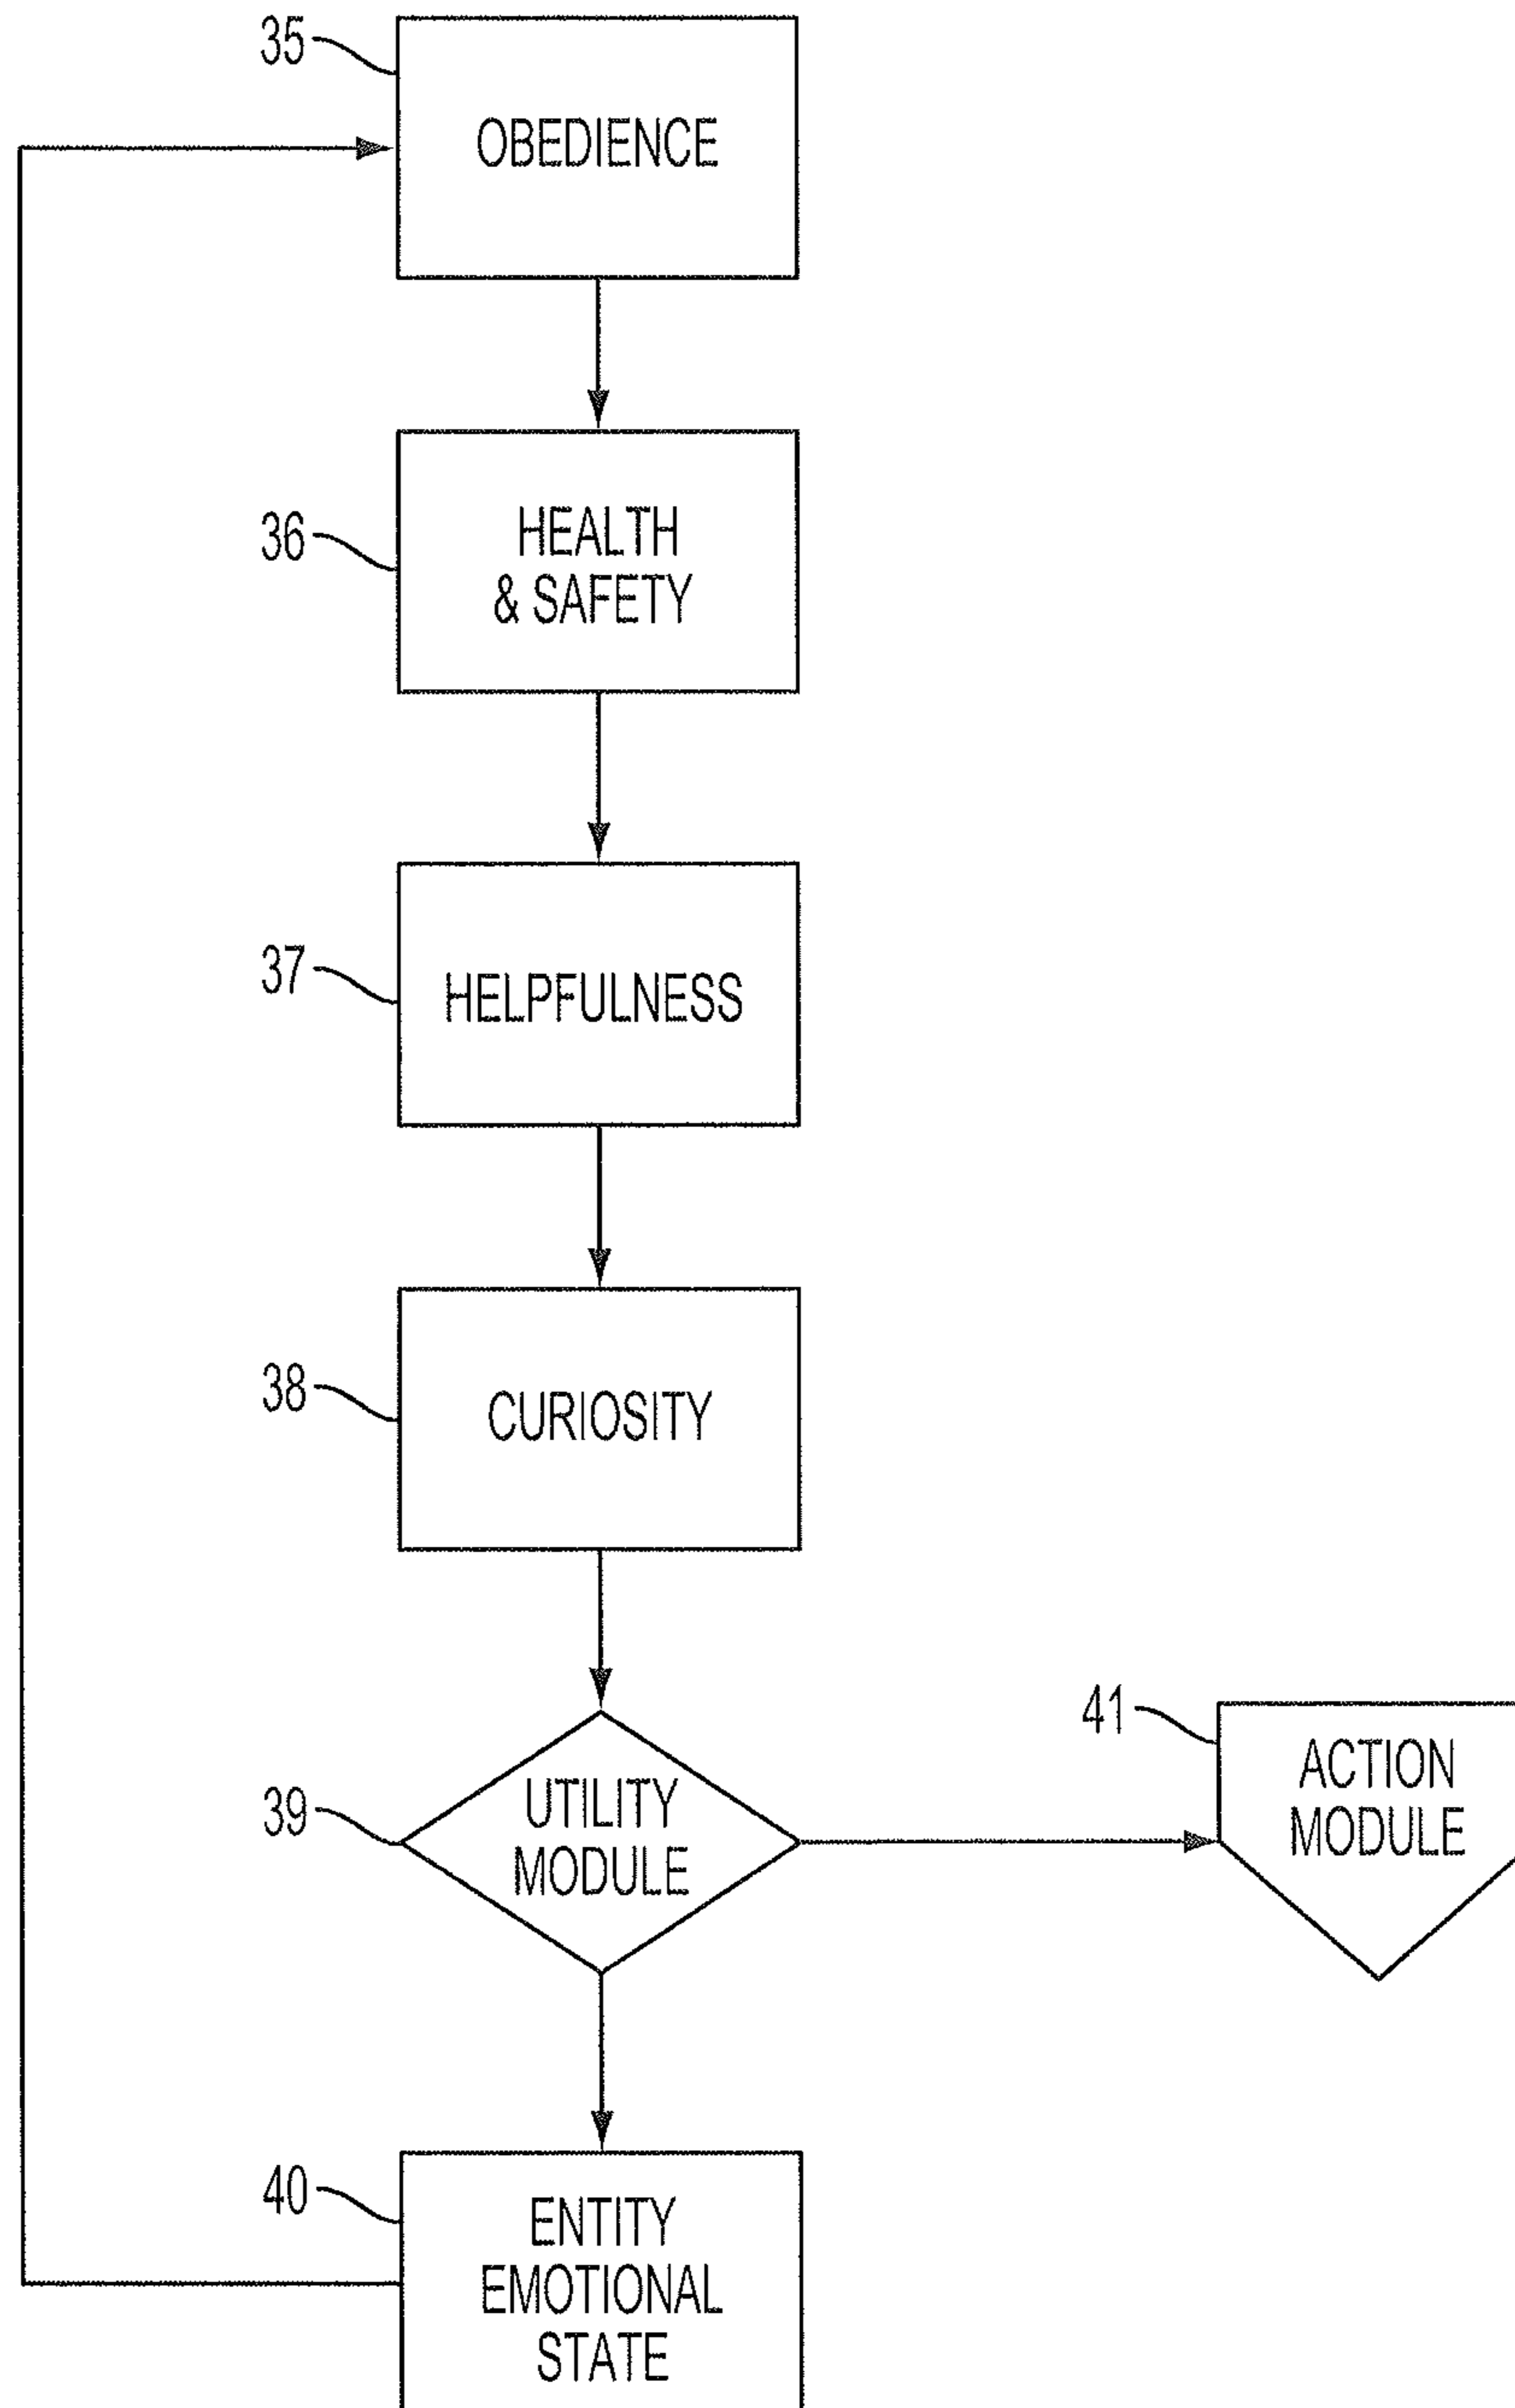 35
OBEDIENCE
36
HEALTH
& SAFETY
37
HELPFULNESS
38
CURIOSITY
39
UTILITY
MODULE
41
ACTION
MODULE
40
ENTITY
EMOTIONAL
STATE